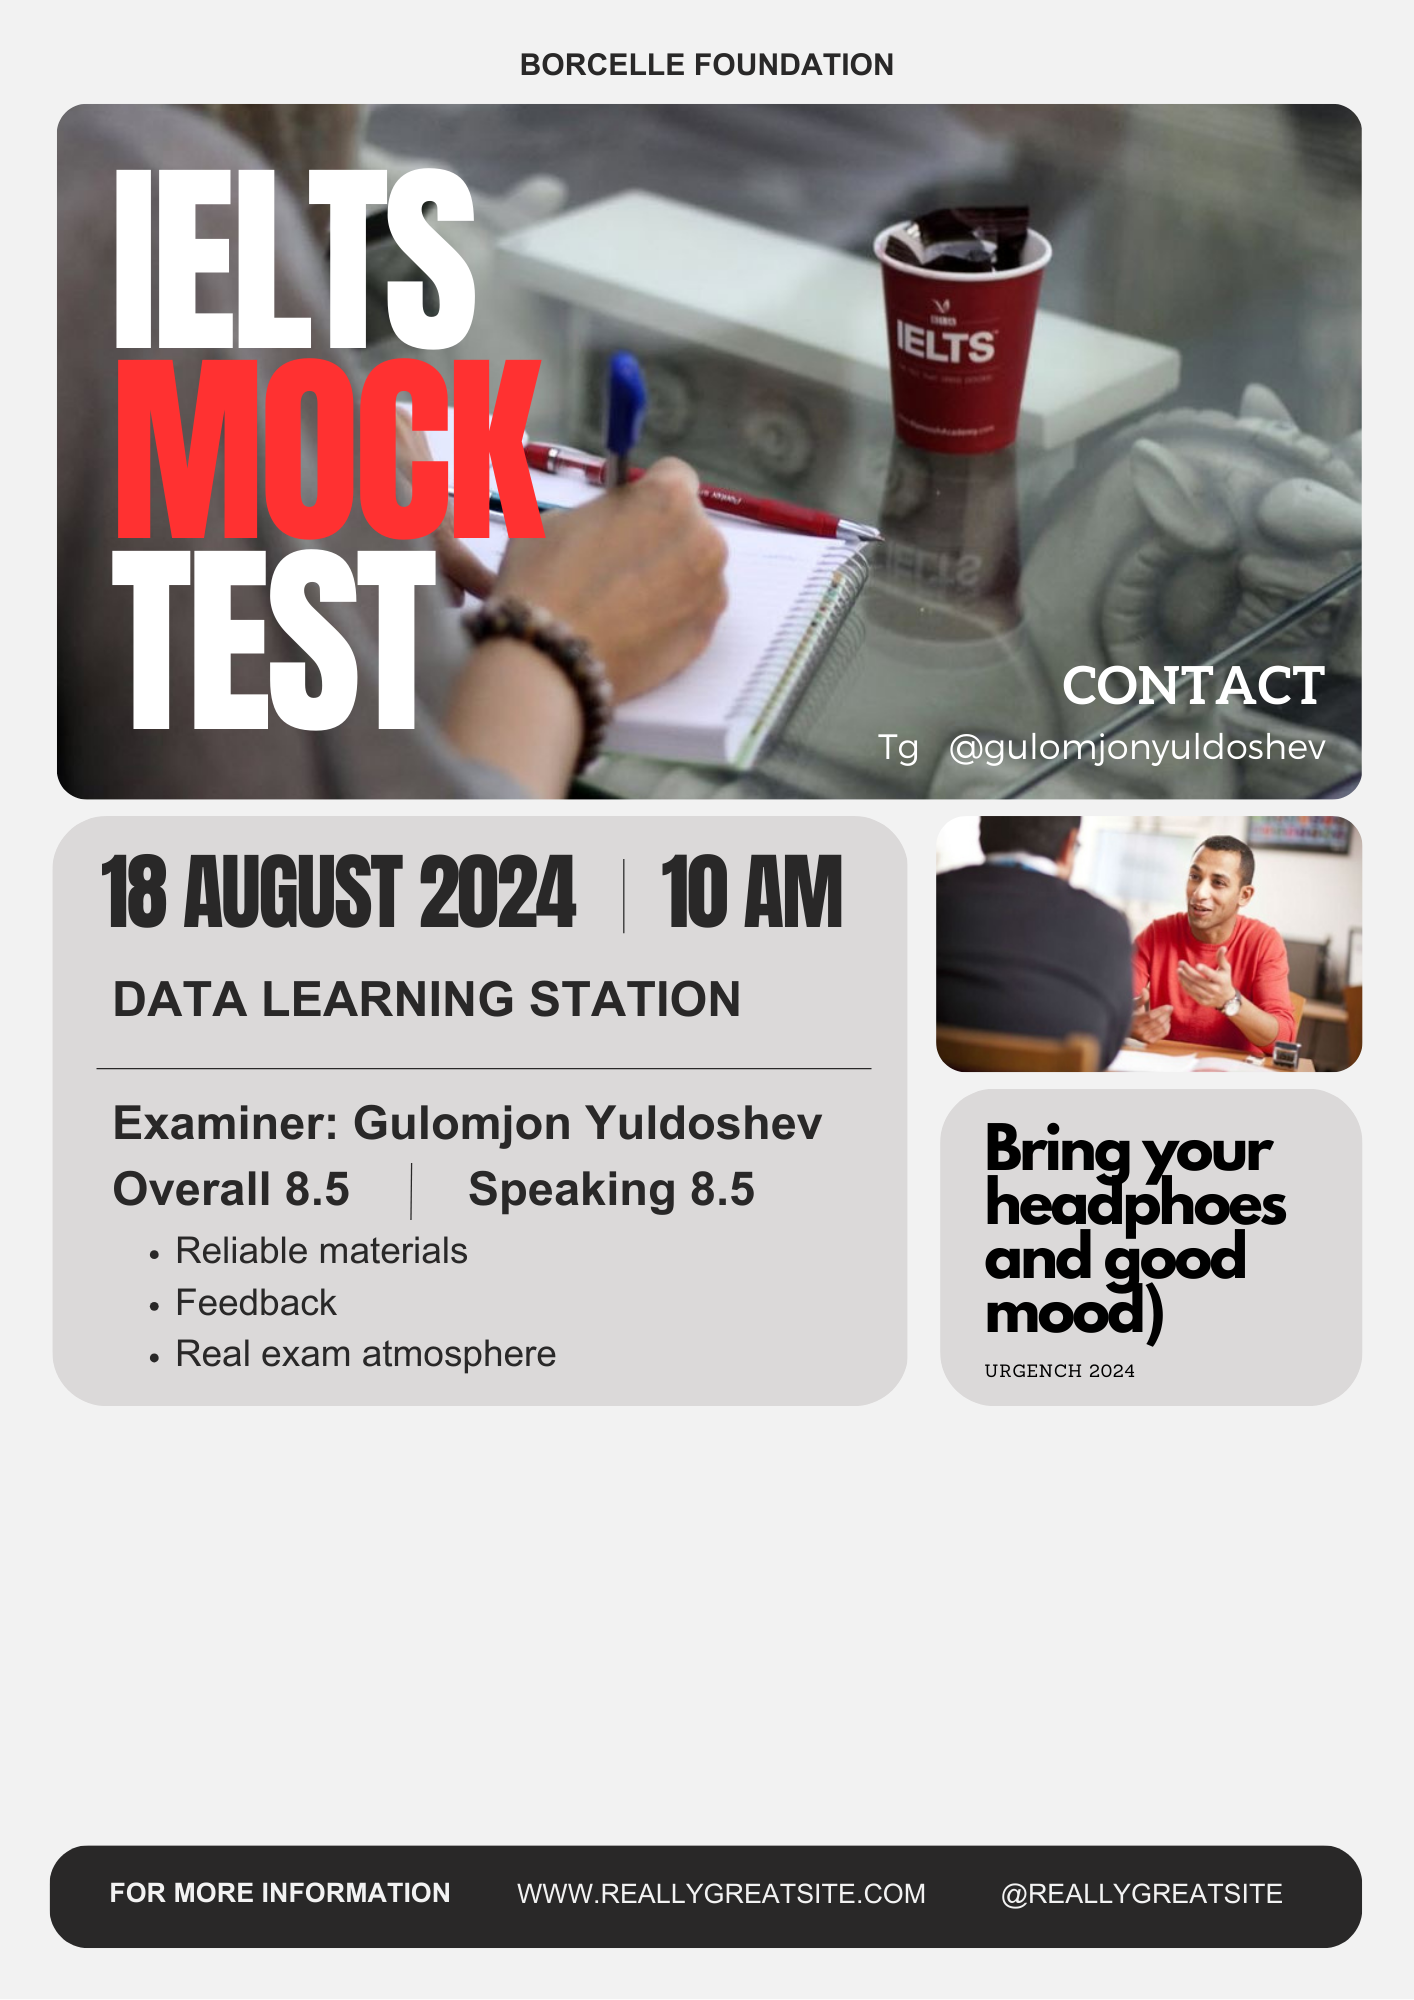 BORCELLE FOUNDATION
IELTS
MOCK
TEST
IELTS
CONTACT
Tg @gulomjonyuldoshev
18 AUGUST 2024
10 AM
DATA LEARNING STATION
Examiner: Gulomjon Yuldoshev
Overall 8.5
Speaking 8.5
• Reliable materials
• Feedback
• Real exam atmosphere
Bring your
headphoes
and good
mood)
URGENCH 2024
FOR MORE INFORMATION
WWW.REALLYGREATSITE.COM
@REALLYGREATSITE